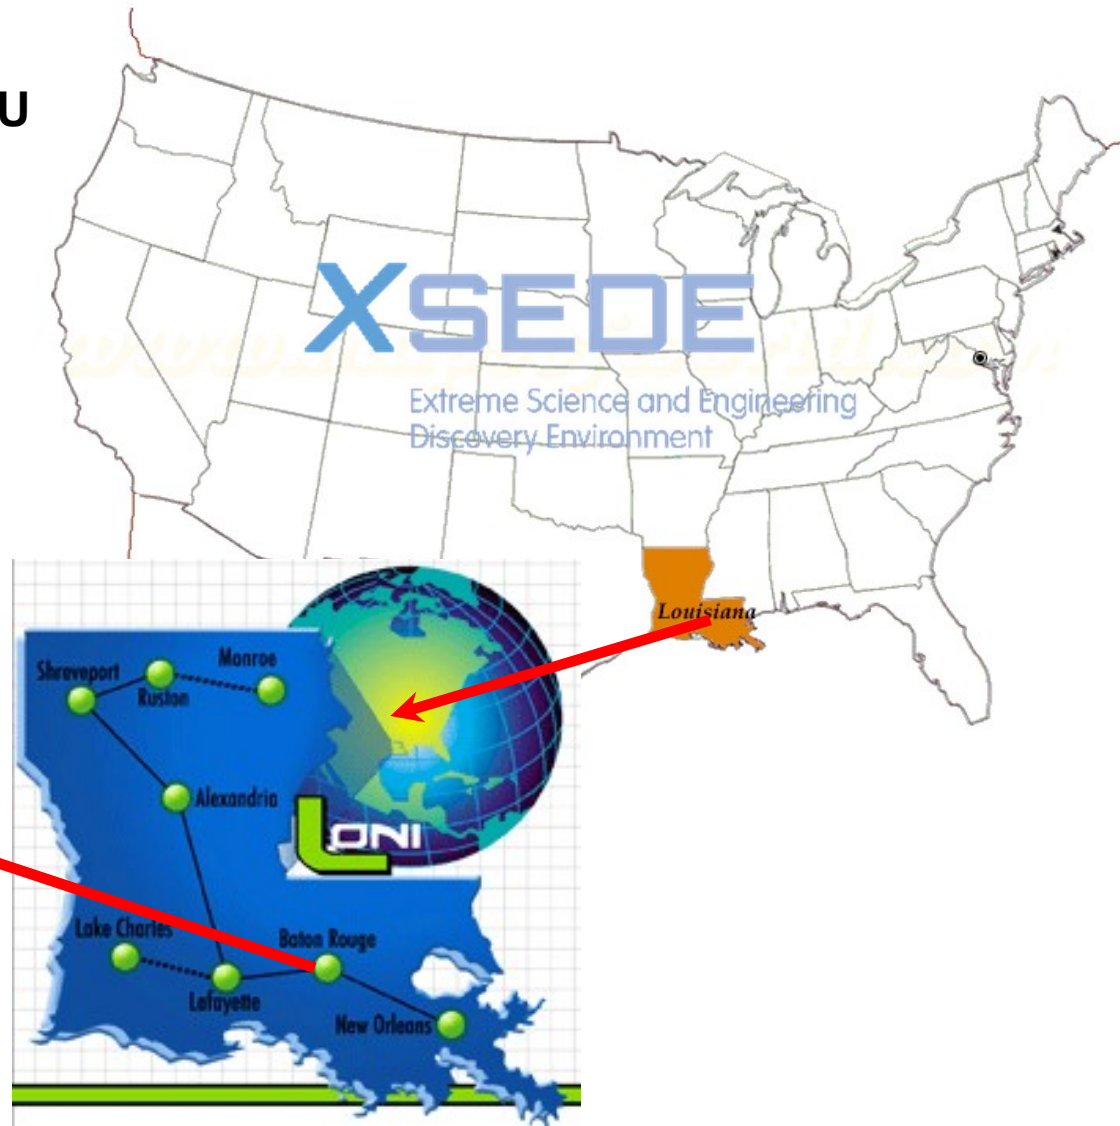 U
XSEDE
Extreme Science and Engineering
Discovery Environment
Louisiana
Monroe
Shreveport
Ruston
Alexandria
LONI
Lake Charles
Baton Rouge
Lafayette
New Orleans